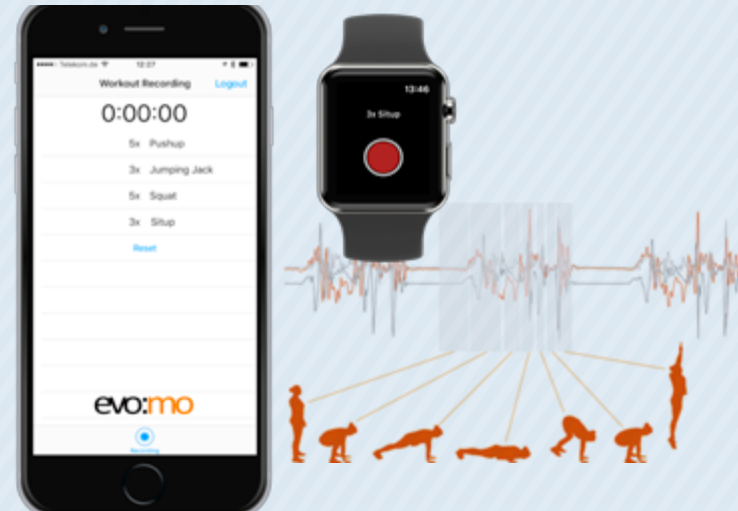 Telekom.de 12:27
Workout Recording Logout
0:00:00
5x Pushup
3x Jumping Jack
5x Squat
3x Situp
Reset
evo:mo
Recording
13:46
3x Situp